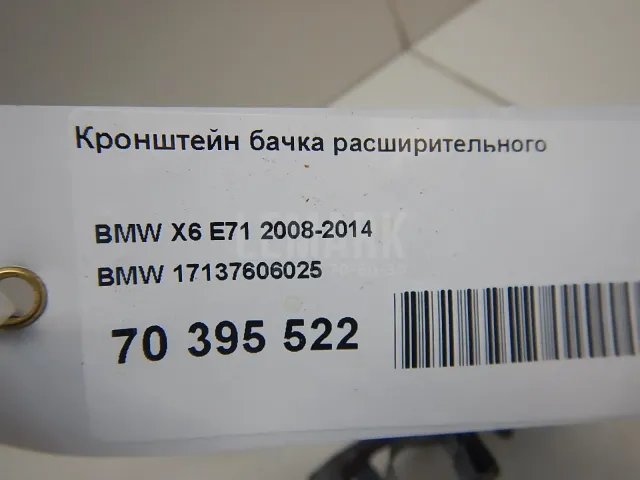 Кронштейн бачка расширительного
BMW X6 E71 2008-2014
BMW 17137606025
70 395 522